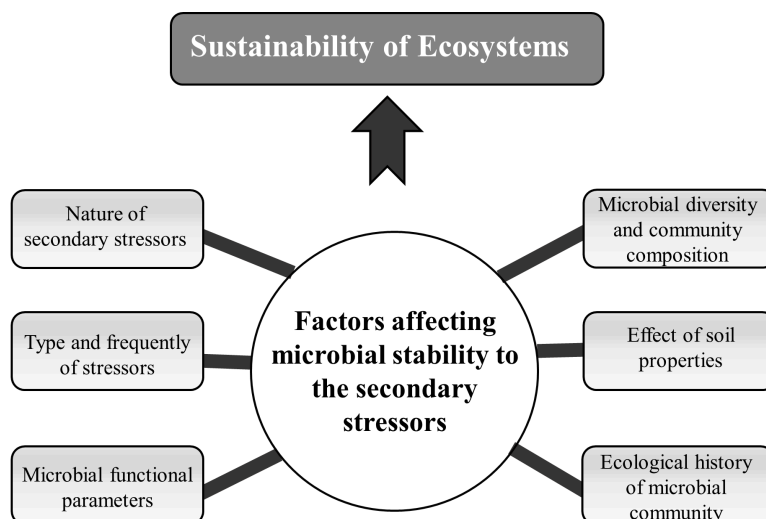 Sustainability of Ecosystems
Nature of
secondary stressors
Type and frequently
of stressors
Microbial functional
parameters
Factors affecting
microbial stability to
the secondary
stressors
Microbial diversity
and community
composition
Effect of soil
properties
Ecological history
of microbial
community